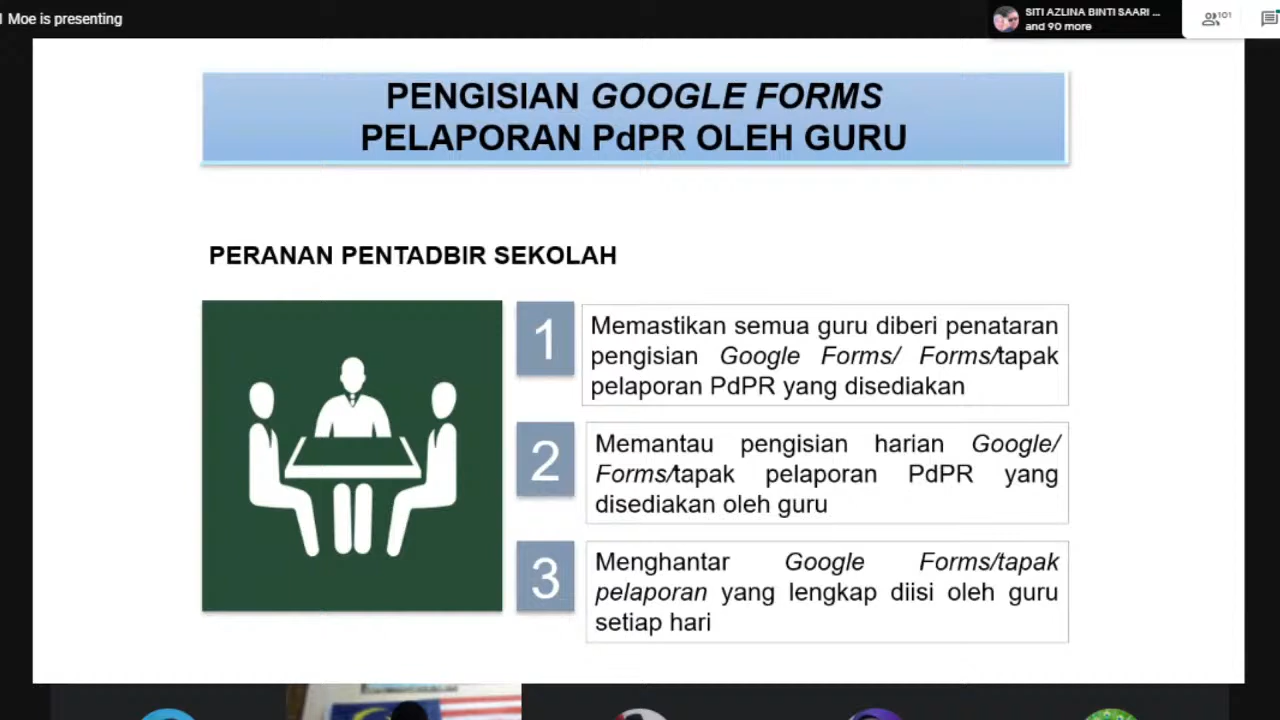 Moe is presenting
SITI AZLINA BINTI SAARI ...
and 90 more
101
PENGISIAN GOOGLE FORMS
PELAPORAN PdPR OLEH GURU
PERANAN PENTADBIR SEKOLAH
1
Memastikan semua guru diberi penataran
pengisian Google Forms/ Forms/tapak
pelaporan PdPR yang disediakan
2
Memantau pengisian harian Google/
Forms/tapak pelaporan PdPR yang
disediakan oleh guru
3
Menghantar Google Forms/tapak
pelaporan yang lengkap diisi oleh guru
setiap hari